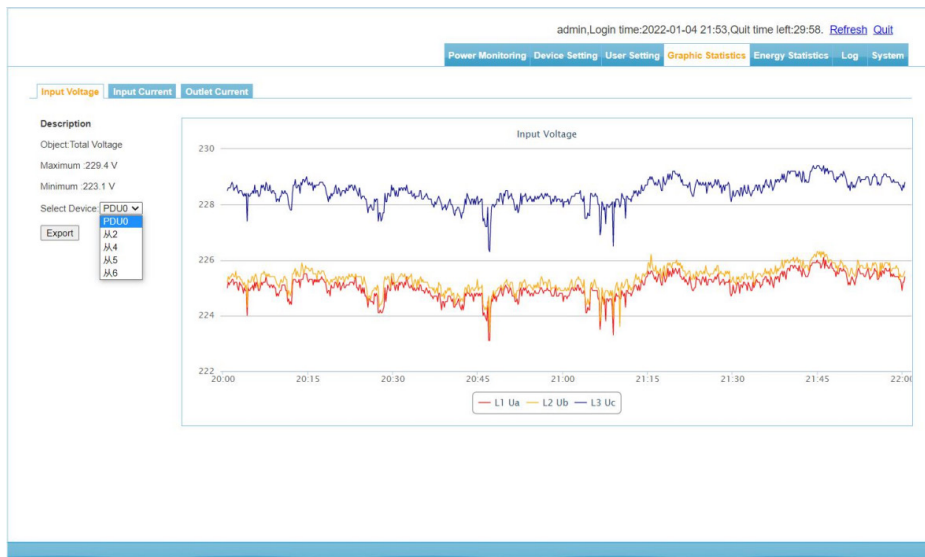 admin,Login time:2022-01-04 21:53,Quit time left:29:58. Refresh Quit
Power Monitoring Device Setting User Setting Graphic Statistics Energy Statistics Log System
Input Voltage Input Current Outlet Current
Description
Object:Total Voltage
Maximum :229.4 V
Minimum :223.1 V
Select Device: PDU0
PDU0
从2
从4
从5
从6
Export
Input Voltage
230
228
226
224
222
20:00 20:15 20:30 20:45 21:00 21:15 21:30 21:45 22:00
L1 Ua L2 Ub L3 Uc